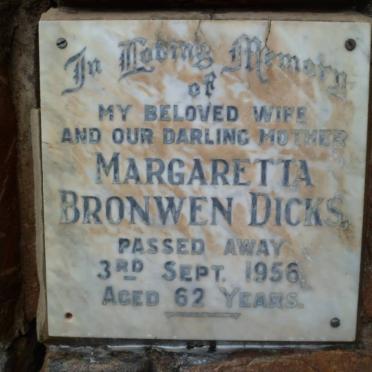 In Loving Memory
of
MY BELOVED WIFE
AND OUR DARLING MOTHER
MARGARETTA
BRONWEN DICKS,
PASSED AWAY
3RD SEPT. 1956,
AGED 62 YEARS.